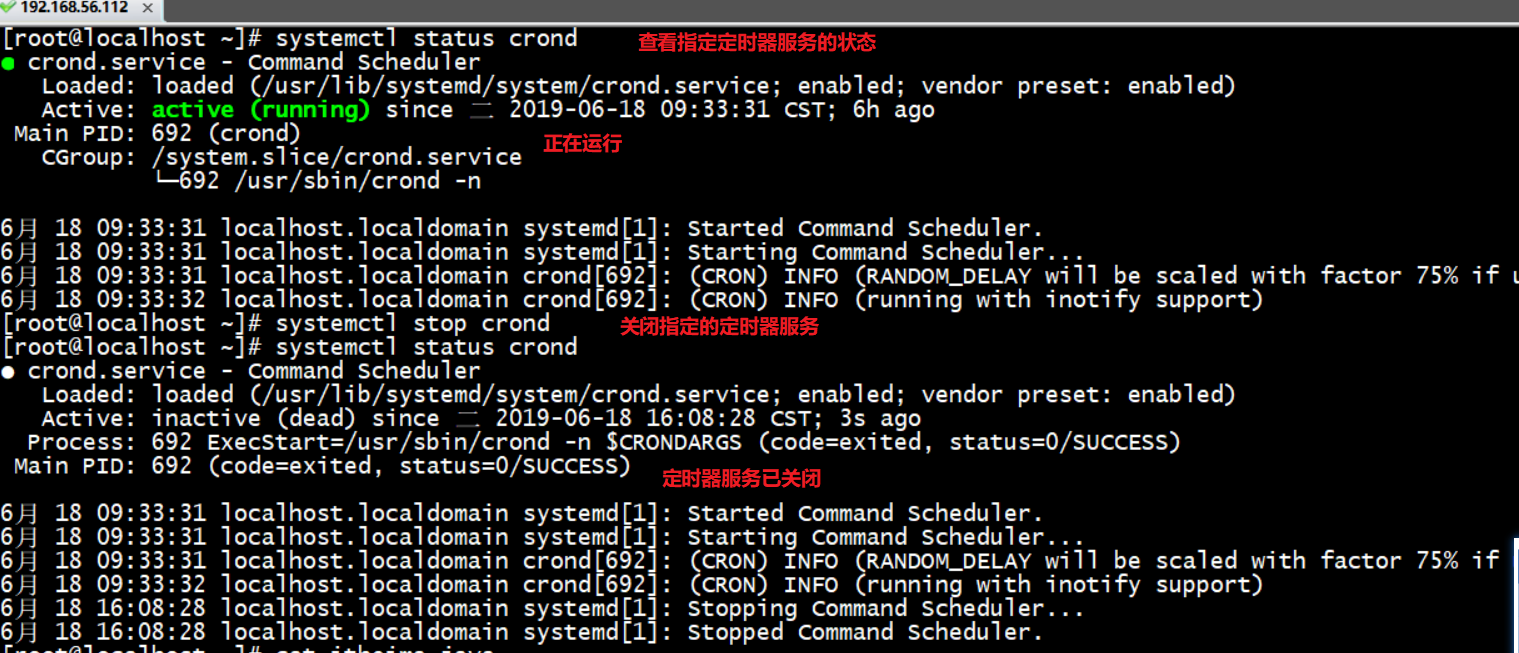 192.168.56.112 ×
[root@localhost ~]# systemctl status crond 查看指定定时器服务的状态
● crond.service - Command Scheduler
Loaded: loaded (/usr/lib/systemd/system/crond.service; enabled; vendor preset: enabled)
Active: active (running) since 二 2019-06-18 09:33:31 CST; 6h ago
Main PID: 692 (crond) 正在运行
CGroup: /system.slice/crond.service
└─692 /usr/sbin/crond -n
6月 18 09:33:31 localhost.localdomain systemd[1]: Started Command Scheduler.
6月 18 09:33:31 localhost.localdomain systemd[1]: Starting Command Scheduler...
6月 18 09:33:31 localhost.localdomain crond[692]: (CRON) INFO (RANDOM_DELAY will be scaled with factor 75% if u
6月 18 09:33:32 localhost.localdomain crond[692]: (CRON) INFO (running with inotify support)
[root@localhost ~]# systemctl stop crond 关闭指定的定时器服务
[root@localhost ~]# systemctl status crond
● crond.service - Command Scheduler
Loaded: loaded (/usr/lib/systemd/system/crond.service; enabled; vendor preset: enabled)
Active: inactive (dead) since 二 2019-06-18 16:08:28 CST; 3s ago
Process: 692 ExecStart=/usr/sbin/crond -n $CRONDARGS (code=exited, status=0/SUCCESS)
Main PID: 692 (code=exited, status=0/SUCCESS)
定时器服务已关闭
6月 18 09:33:31 localhost.localdomain systemd[1]: Started Command Scheduler.
6月 18 09:33:31 localhost.localdomain systemd[1]: Starting Command Scheduler...
6月 18 09:33:31 localhost.localdomain crond[692]: (CRON) INFO (RANDOM_DELAY will be scaled with factor 75% if
6月 18 09:33:32 localhost.localdomain crond[692]: (CRON) INFO (running with inotify support)
6月 18 16:08:28 localhost.localdomain systemd[1]: Stopping Command Scheduler...
6月 18 16:08:28 localhost.localdomain systemd[1]: Stopped Command Scheduler.